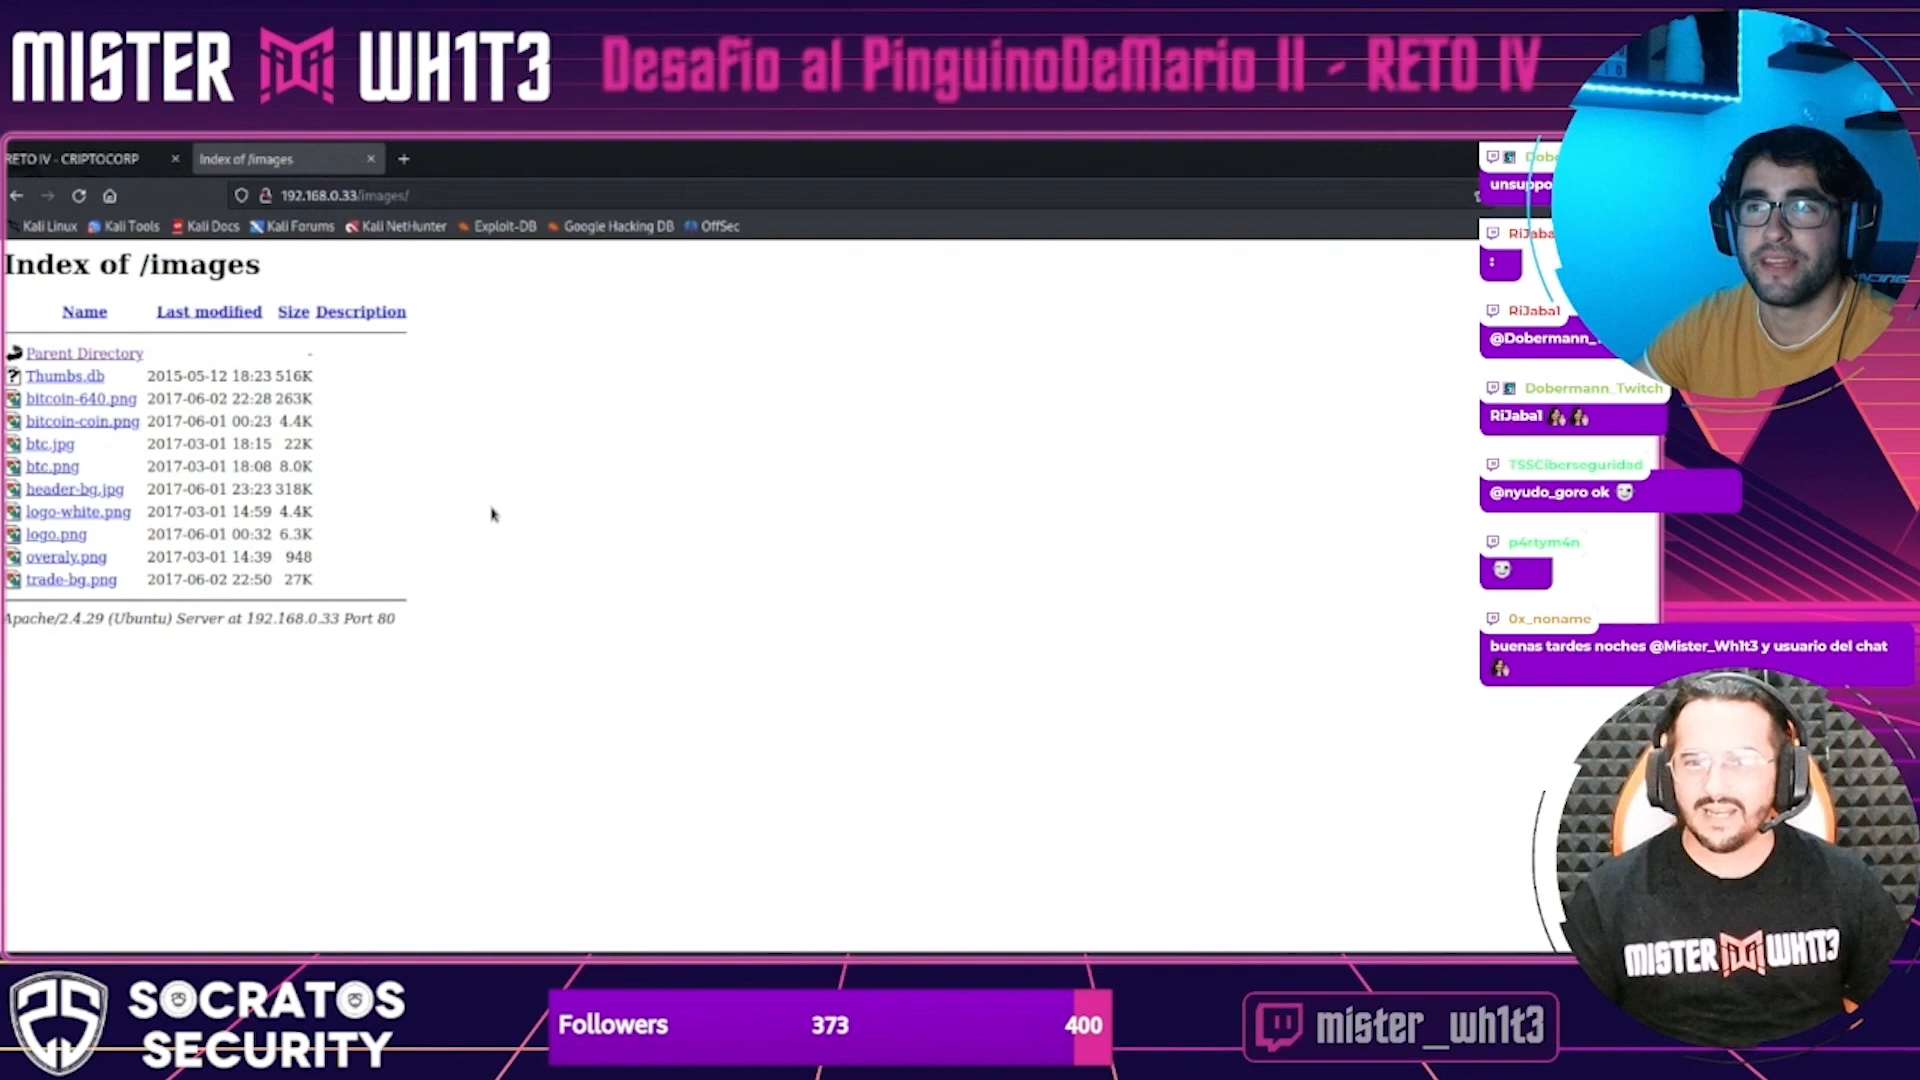 MISTER WH1T3
Desafio al PinguinoDeMario II - RETO IV
RETO IV - CRIPTOCORP
Index of /images
192.168.0.33/images/
Kali Linux Kali Tools Kali Docs Kali Forums Kali NetHunter Exploit-DB Google Hacking DB OffSec
Index of /images
Name Last modified Size Description
Parent Directory -
Thumbs.db 2015-05-12 18:23 516K
bitcoin-640.png 2017-06-02 22:28 263K
bitcoin-coin.png 2017-06-01 00:23 4.4K
btc.jpg 2017-03-01 18:15 22K
btc.png 2017-03-01 18:08 8.0K
header-bg.jpg 2017-06-01 23:23 318K
logo-white.png 2017-03-01 14:59 4.4K
logo.png 2017-06-01 00:32 6.3K
overaly.png 2017-03-01 14:39 948
trade-bg.png 2017-06-02 22:50 27K
Apache/2.4.29 (Ubuntu) Server at 192.168.0.33 Port 80
Dobe
unsuppo
RiJaba
:
RiJaba1
@Dobermann_
Dobermann_Twitch
RiJaba1
TSSCiberseguridad
@nyudo_goro ok
p4rtym4n
0x_noname
buenas tardes noches @Mister_Wh1t3 y usuario del chat
MISTER WH1T3
SOCRATOS
SECURITY
Followers 373 400
mister_wh1t3